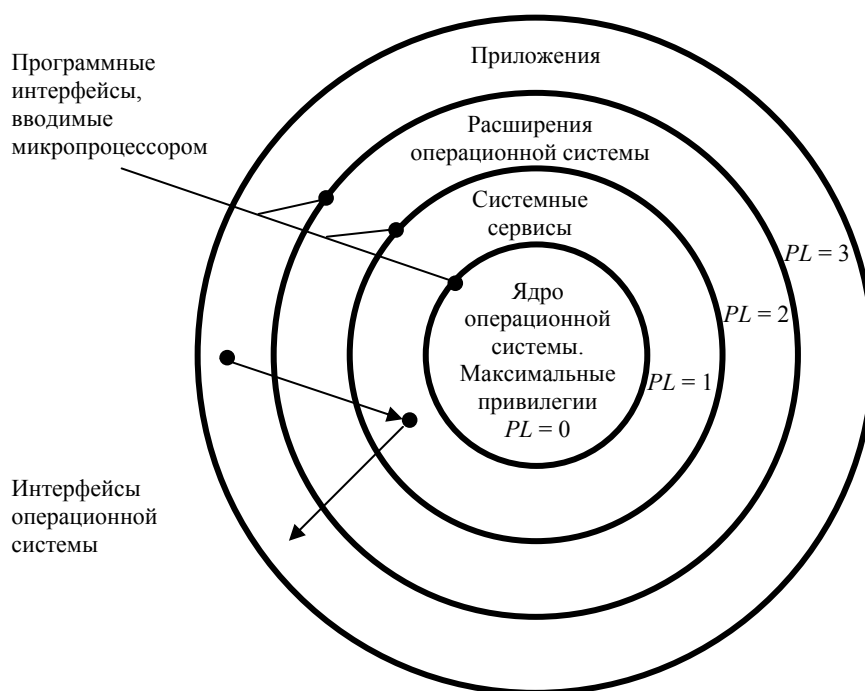 Программные
интерфейсы,
вводимые
микропроцессором
Приложения
Расширения
операционной системы
Системные
сервисы
PL = 3
PL = 2
PL = 1
Ядро
операционной
системы.
Максимальные
привилегии
PL = 0
Интерфейсы
операционной
системы